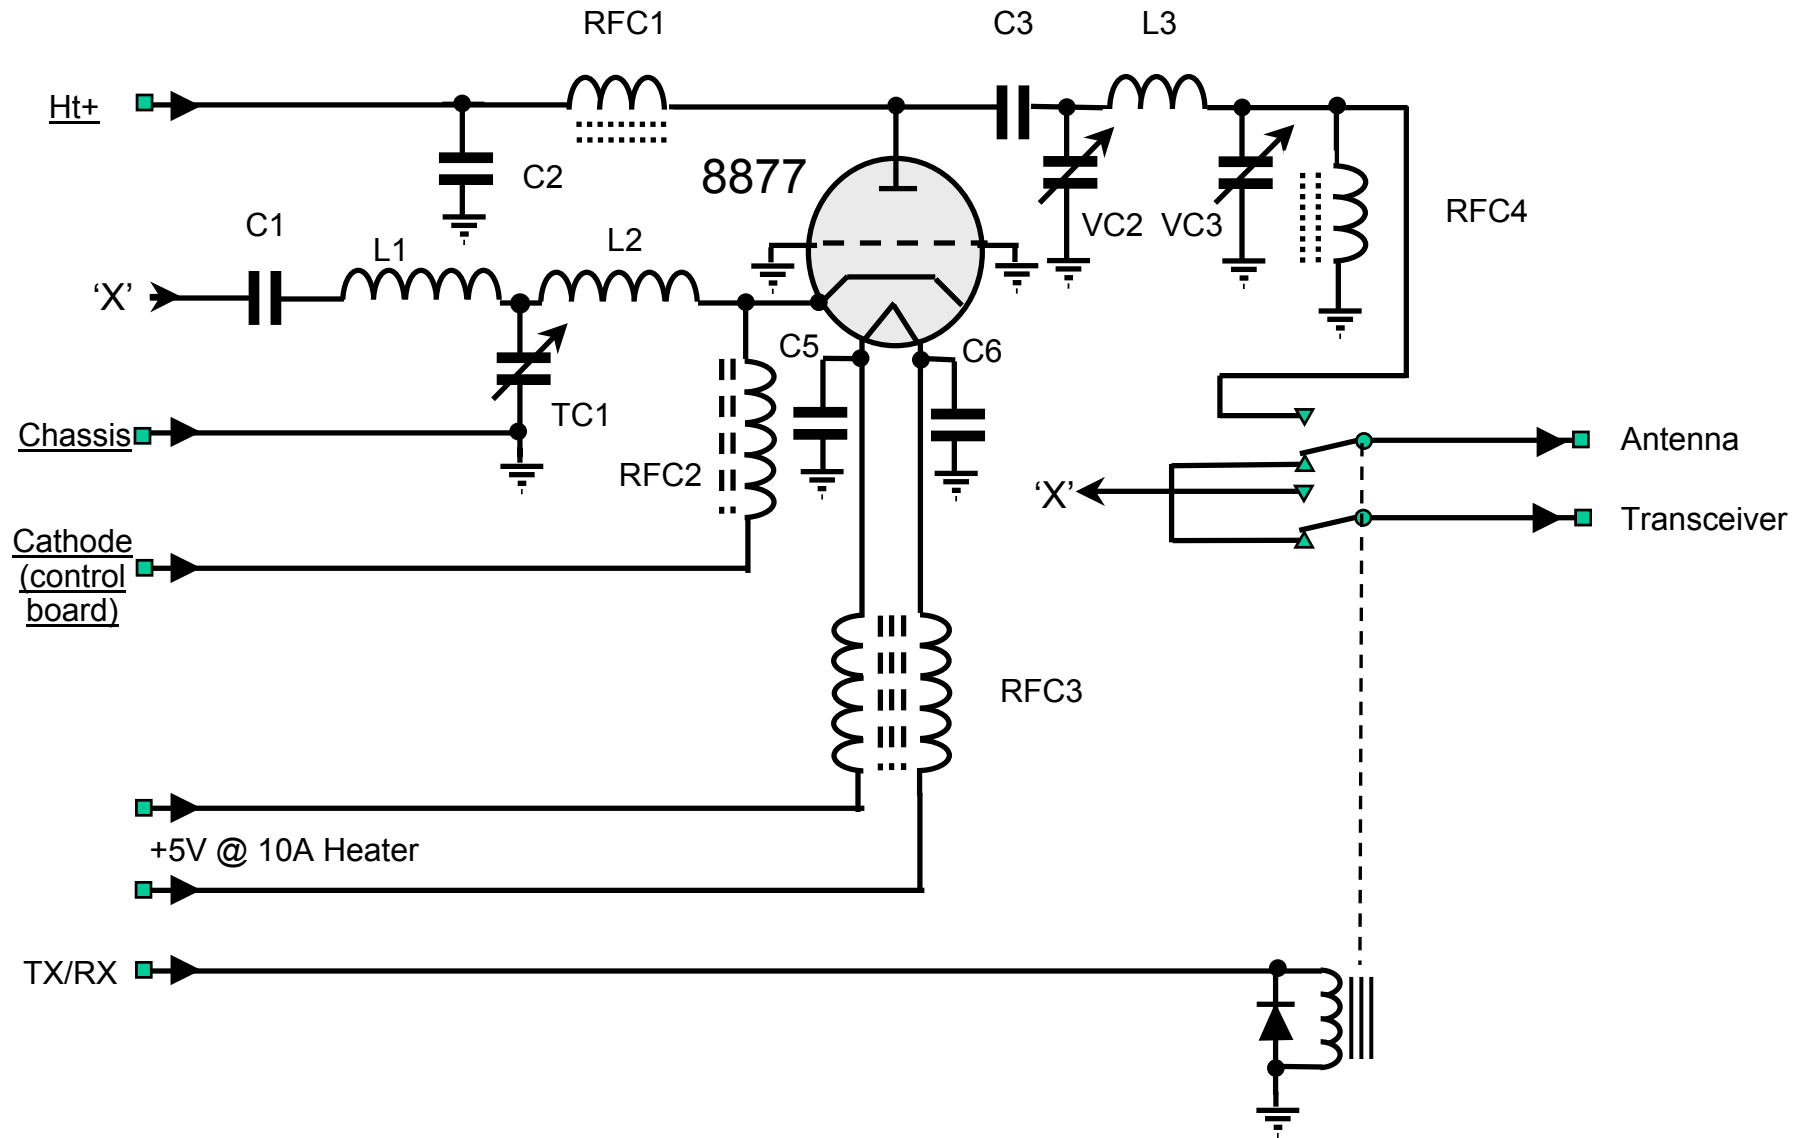 RFC1
C3
L3
Ht+
C2
8877
VC2
VC3
RFC4
C1
L1
L2
‘X’
C5
C6
TC1
Chassis
RFC2
Antenna
‘X’
Transceiver
Cathode
(control
board)
RFC3
+5V @ 10A Heater
TX/RX